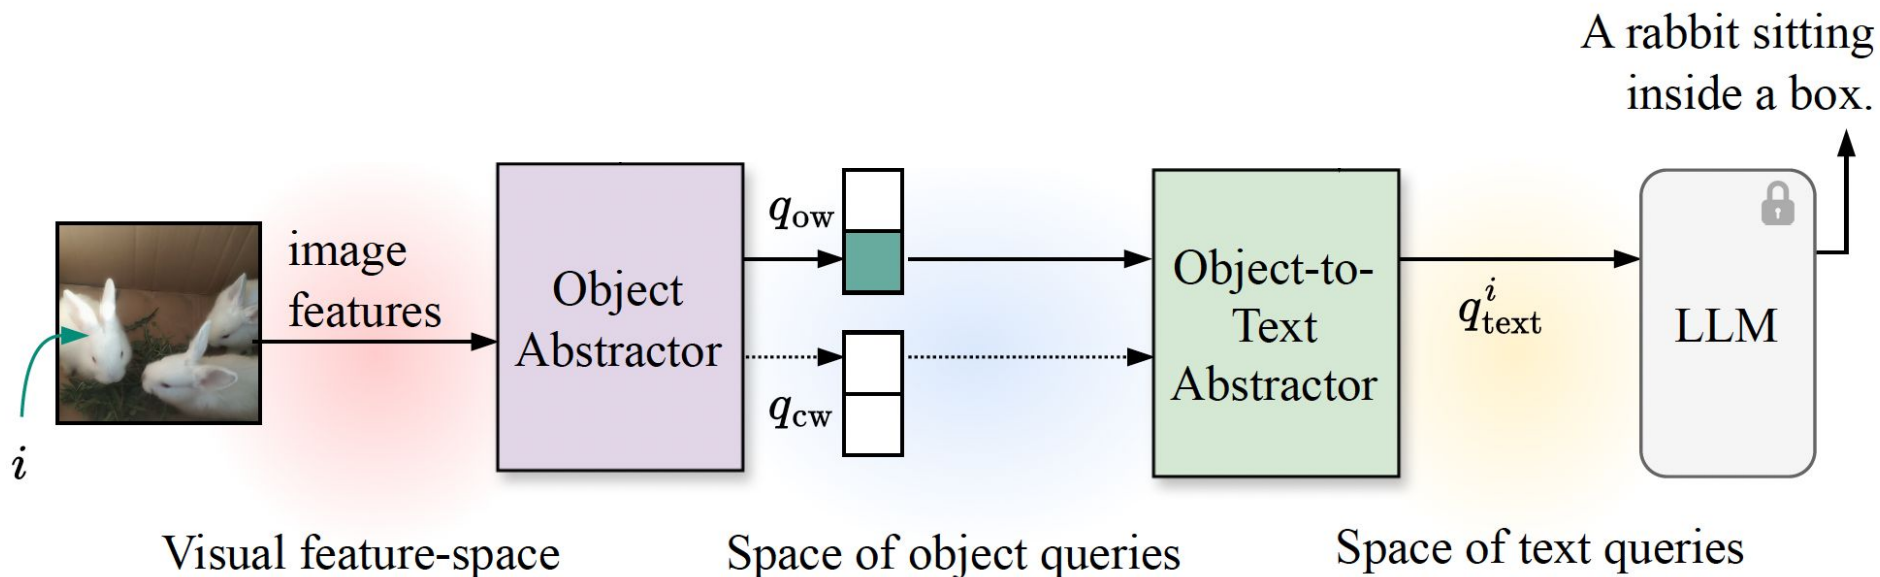 A rabbit sitting
inside a box.
image
features
i
Object
Abstractor
q_ow
q_cw
Object-to-
Text
Abstractor
q^i_text
LLM
Visual feature-space
Space of object queries
Space of text queries